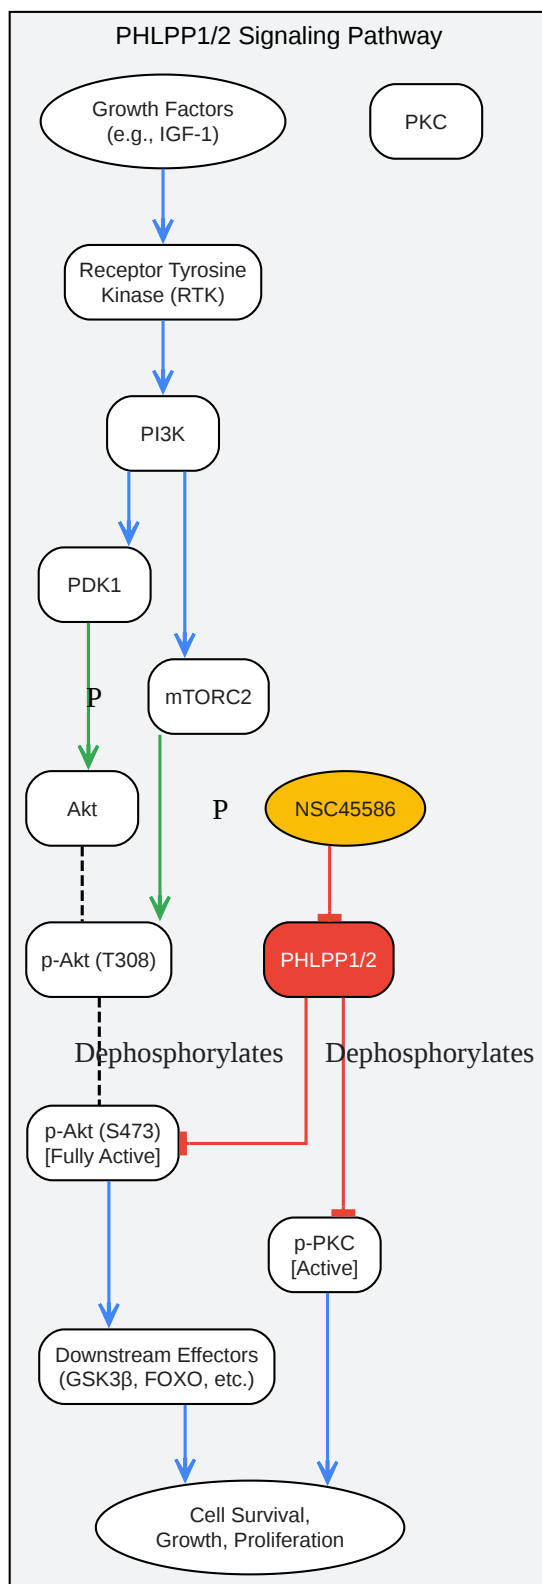 PHLPP1/2 Signaling Pathway
Growth Factors
(e.g., IGF-1)
PKC
Receptor Tyrosine
Kinase (RTK)
PI3K
PDK1
mTORC2
P
Akt
P
NSC45586
p-Akt (T308)
PHLPP1/2
Dephosphorylates
Dephosphorylates
p-Akt (S473)
[Fully Active]
p-PKC
[Active]
Downstream Effectors
(GSK3β, FOXO, etc.)
Cell Survival,
Growth, Proliferation